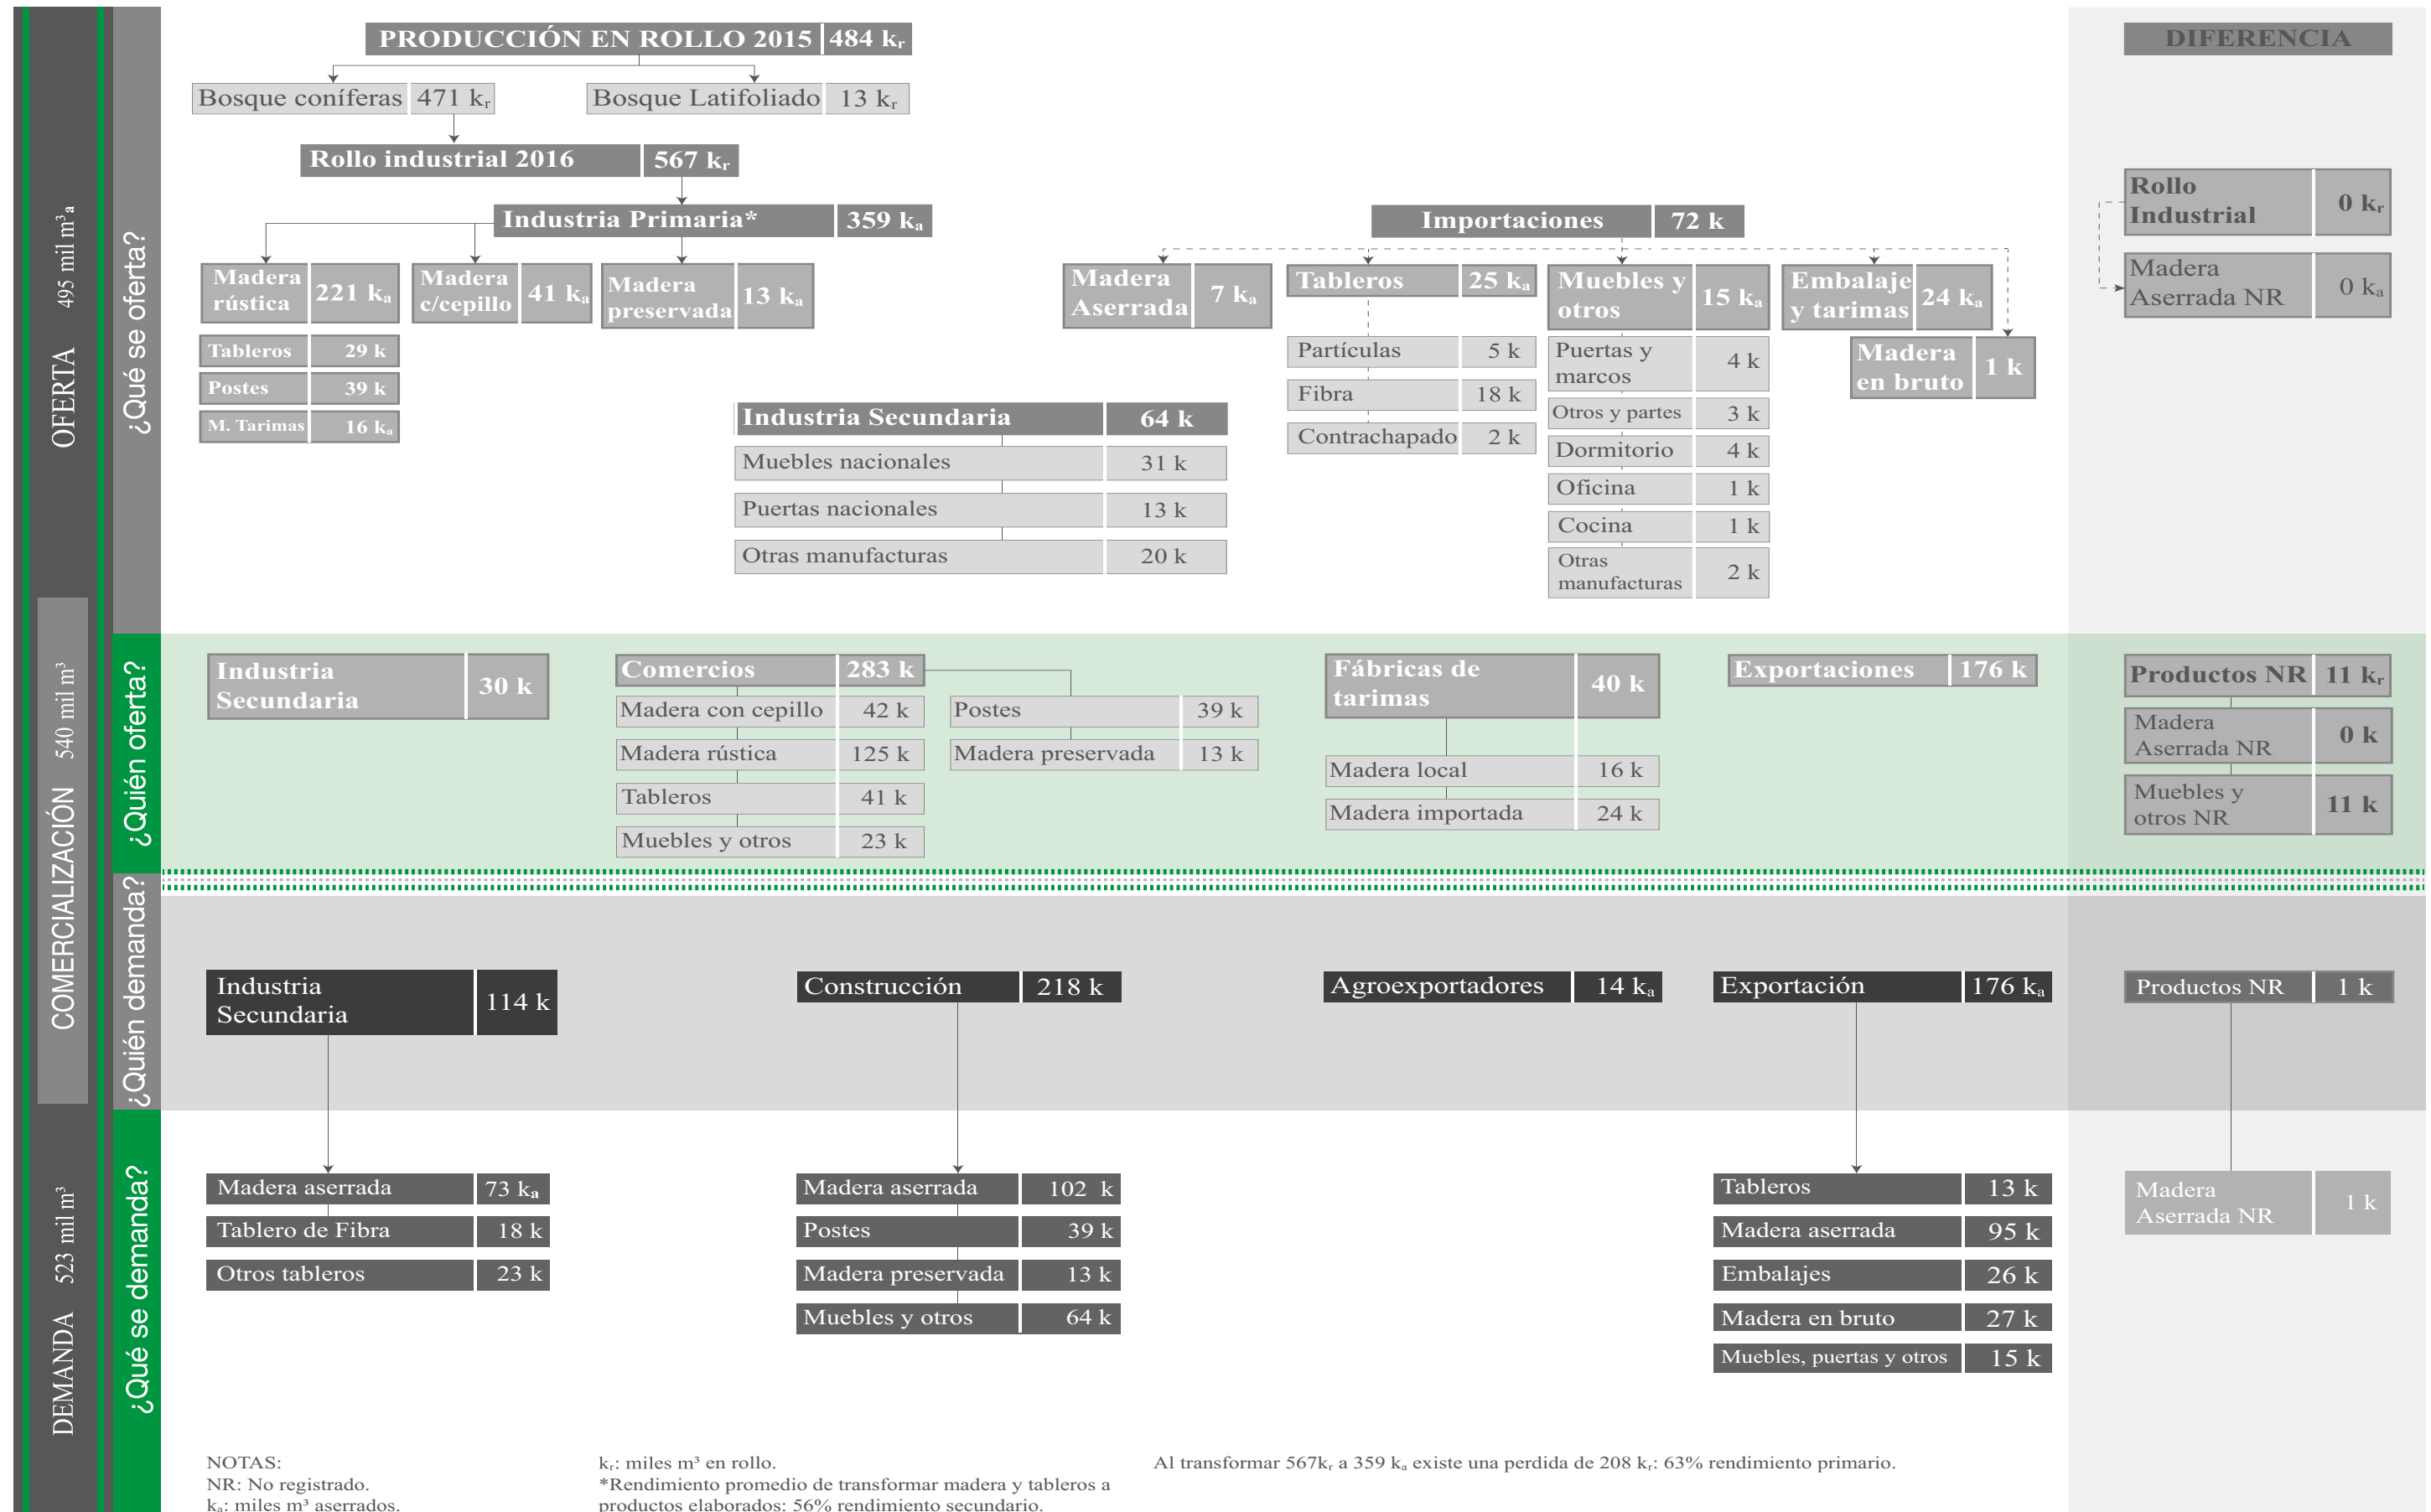 OFERTA 495 mil m³a
COMERCIALIZACIÓN 540 mil m³
DEMANDA 523 mil m³
¿Qué se oferta?
¿Quién oferta?
¿Quién demanda?
¿Qué se demanda?
PRODUCCIÓN EN ROLLO 2015 484 kr
Bosque coníferas 471 kr
Bosque Latifoliado 13 kr
Rollo industrial 2016 567 kr
Industria Primaria* 359 ka
Madera
rústica 221 ka
Madera
c/cepillo 41 ka
Madera
preservada 13 ka
Tableros 29 k
Postes 39 k
M. Tarimas 16 ka
Industria Secundaria 64 k
Muebles nacionales 31 k
Puertas nacionales 13 k
Otras manufacturas 20 k
Importaciones 72 k
Madera
Aserrada 7 ka
Tableros 25 ka
Partículas 5 k
Fibra 18 k
Contrachapado 2 k
Muebles y
otros 15 ka
Puertas y
marcos 4 k
Otros y partes 3 k
Dormitorio 4 k
Oficina 1 k
Cocina 1 k
Otras
manufacturas 2 k
Embalaje
y tarimas 24 ka
Madera
en bruto 1 k
DIFERENCIA
Rollo
Industrial 0 kr
Madera
Aserrada NR 0 ka
Industria
Secundaria 30 k
Comercios 283 k
Madera con cepillo 42 k
Madera rústica 125 k
Tableros 41 k
Muebles y otros 23 k
Postes 39 k
Madera preservada 13 k
Fábricas de
tarimas 40 k
Madera local 16 k
Madera importada 24 k
Exportaciones 176 k
Productos NR 11 kr
Madera
Aserrada NR 0 k
Muebles y
otros NR 11 k
Industria
Secundaria 114 k
Construcción 218 k
Agroexportadores 14 ka
Exportación 176 ka
Productos NR 1 k
Madera aserrada 73 ka
Tablero de Fibra 18 k
Otros tableros 23 k
Madera aserrada 102 k
Postes 39 k
Madera preservada 13 k
Muebles y otros 64 k
Tableros 13 k
Madera aserrada 95 k
Embalajes 26 k
Madera en bruto 27 k
Muebles, puertas y otros 15 k
Madera
Aserrada NR 1 k
NOTAS:
NR: No registrado.
ka: miles m³ aserrados.
kr: miles m³ en rollo.
*Rendimiento promedio de transformar madera y tableros a
productos elaborados: 56% rendimiento secundario.
Al transformar 567kr a 359 ka existe una perdida de 208 kr: 63% rendimiento primario.